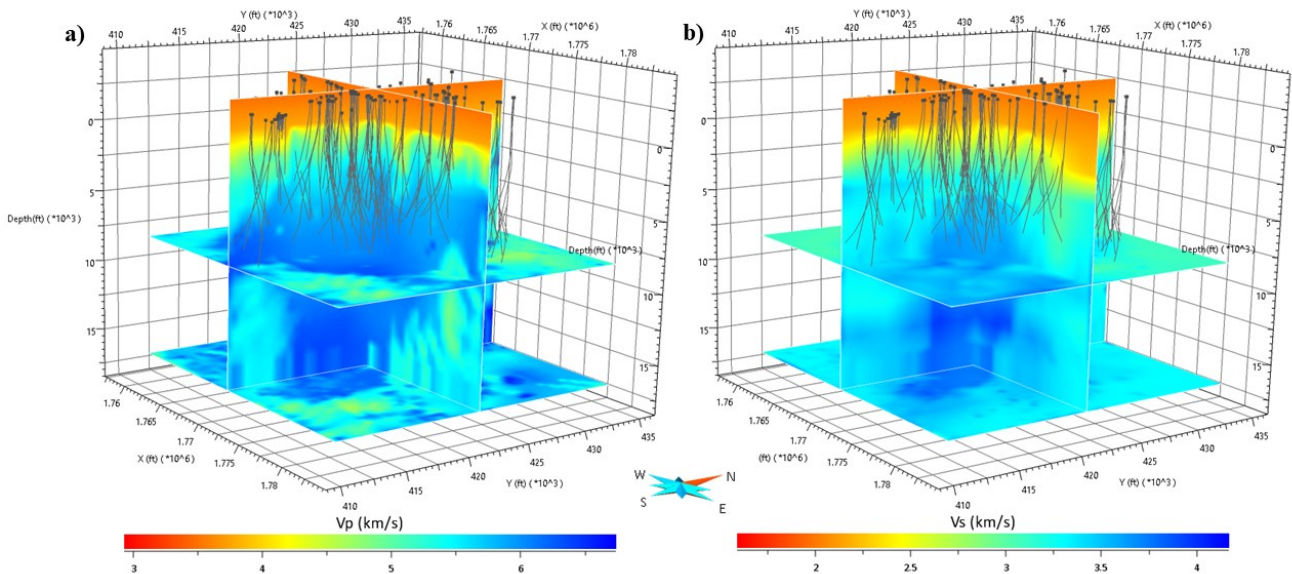 a)
Y (ft) (*10^3)
410 415 420 425 430 435
X (ft) (*10^6)
1.765 1.77 1.775 1.78
Depth(ft) (*10^3)
0 5 10 15
0 5 10 15
Depth(ft) (*10^3)
X (ft) (*10^6)
1.76 1.765 1.77 1.775 1.78
Y (ft) (*10^3)
410 415 420 425 430 435
Vp (km/s)
3 4 5 6
W N
S E
b)
Y (ft) (*10^3)
410 415 420 425 430 435
X (ft) (*10^6)
1.765 1.77 1.775 1.78
0 5 10 15
0 5 10 15
Depth(ft) (*10^3)
(ft) (*10^6)
1.76 1.765 1.77 1.775 1.78
Y (ft) (*10^3)
410 415 420 425 430 435
Vs (km/s)
2 2.5 3 3.5 4